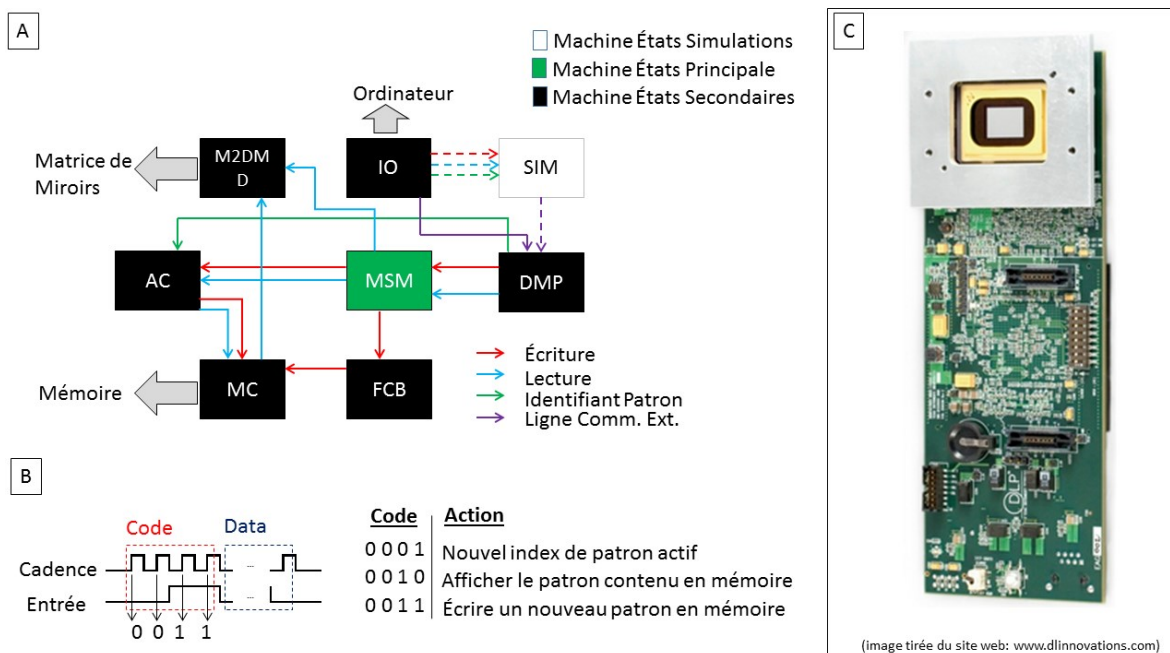 A
Machine États Simulations
Machine États Principale
Machine États Secondaires
Ordinateur
Matrice de
Miroirs
M2DM
D
IO
SIM
AC
MSM
DMP
Mémoire
MC
FCB
Écriture
Lecture
Identifiant Patron
Ligne Comm. Ext.
B
Code
Data
Cadence
...
Entrée
...
0 0 1 1
Code Action
0 0 0 1 Nouvel index de patron actif
0 0 1 0 Afficher le patron contenu en mémoire
0 0 1 1 Écrire un nouveau patron en mémoire
C
DLP
(image tirée du site web: www.dlinnovations.com)